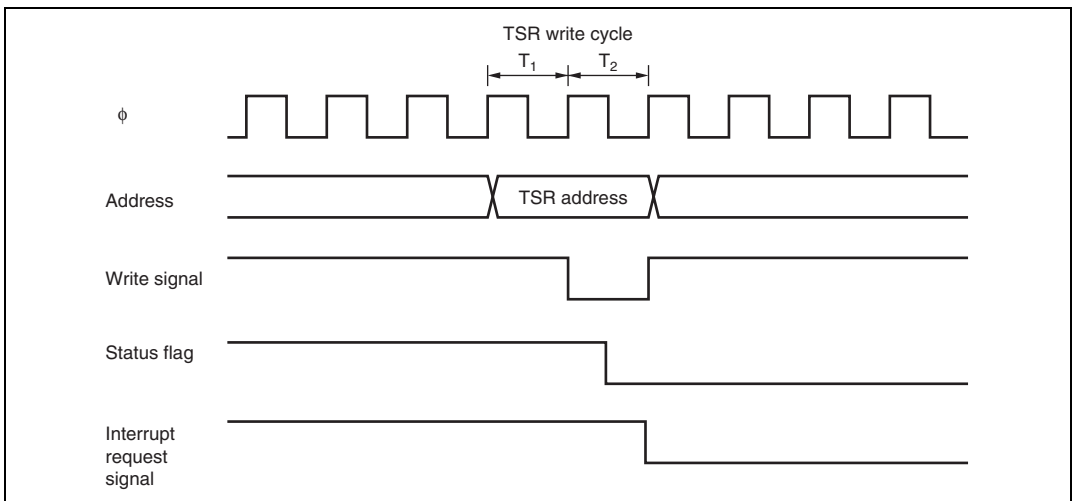 TSR write cycle
T1 T2
ϕ
Address
TSR address
Write signal
Status flag
Interrupt
request
signal